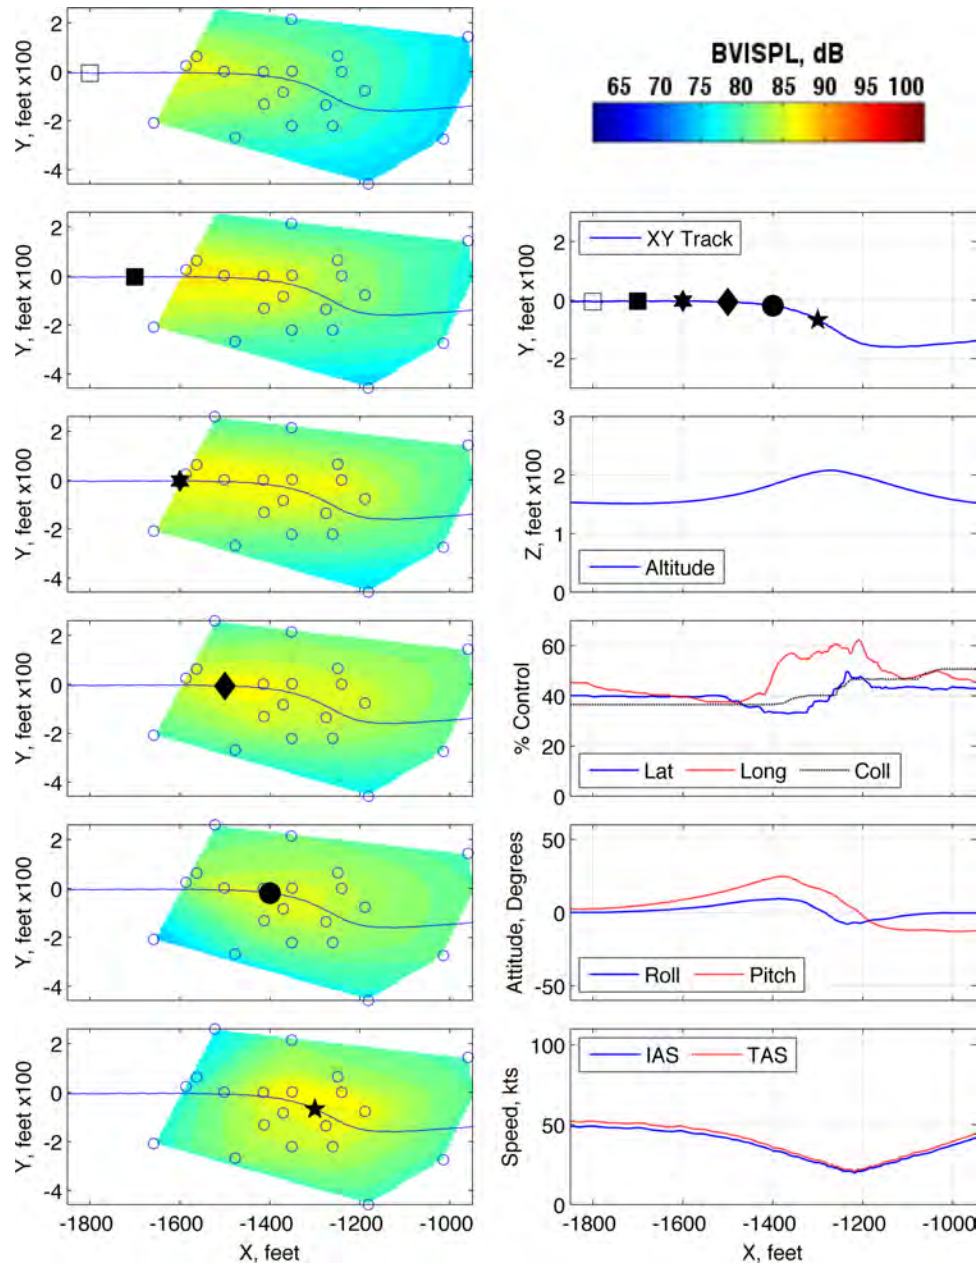 BVISPL, dB
65 70 75 80 85 90 95 100
2
0
-2
-4
Y, feet x100
2
0
-2
-4
Y, feet x100
2
0
-2
XY Track
Y, feet x100
2
0
-2
-4
Y, feet x100
3
2
1
0
Altitude
Z, feet x100
2
0
-2
-4
Y, feet x100
60
40
20
0
Lat Long Coll
% Control
2
0
-2
-4
Y, feet x100
50
0
-50
Roll Pitch
Attitude, Degrees
2
0
-2
-4
Y, feet x100
-1800 -1600 -1400 -1200 -1000
X, feet
100
50
0
IAS TAS
Speed, kts
-1800 -1600 -1400 -1200 -1000
X, feet